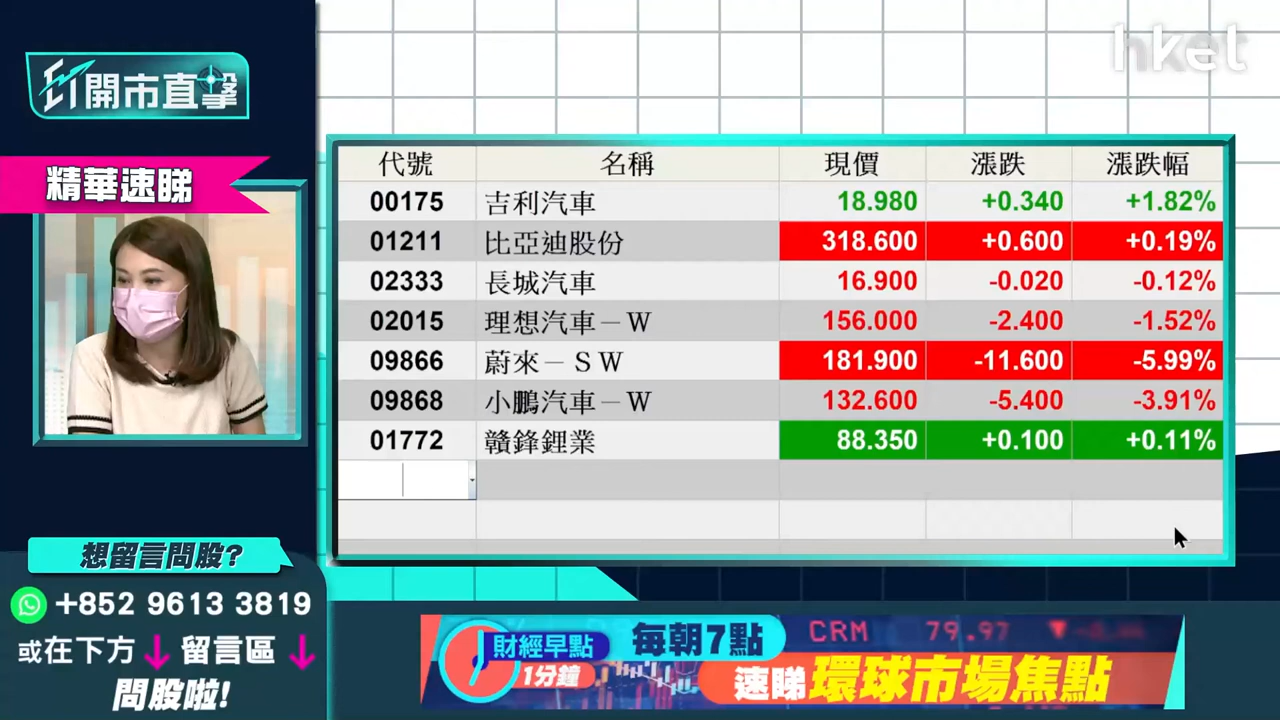 hket
ET開市直擊
精華速睇
代號 名稱 現價 漲跌 漲跌幅
00175 吉利汽車 18.980 +0.340 +1.82%
01211 比亞迪股份 318.600 +0.600 +0.19%
02333 長城汽車 16.900 -0.020 -0.12%
02015 理想汽車－W 156.000 -2.400 -1.52%
09866 蔚來－ＳＷ 181.900 -11.600 -5.99%
09868 小鵬汽車－W 132.600 -5.400 -3.91%
01772 贛鋒鋰業 88.350 +0.100 +0.11%
想留言問股?
+852 9613 3819
或在下方 留言區
問股啦!
財經早點
1分鐘
每朝7點
速睇環球市場焦點
CRM 79.97